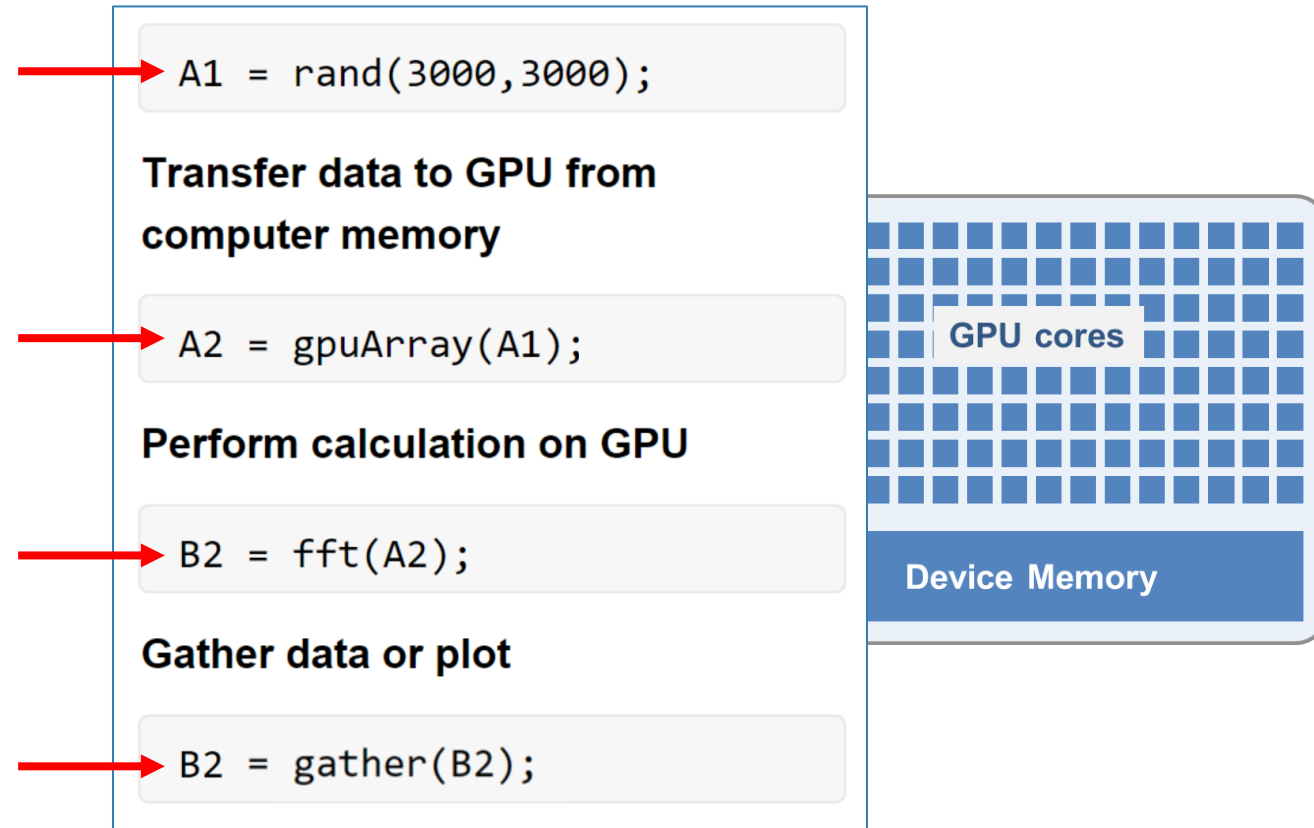 A1 = rand(3000,3000);
Transfer data to GPU from
computer memory
A2 = gpuArray(A1);
Perform calculation on GPU
B2 = fft(A2);
Gather data or plot
B2 = gather(B2);
GPU cores
Device Memory